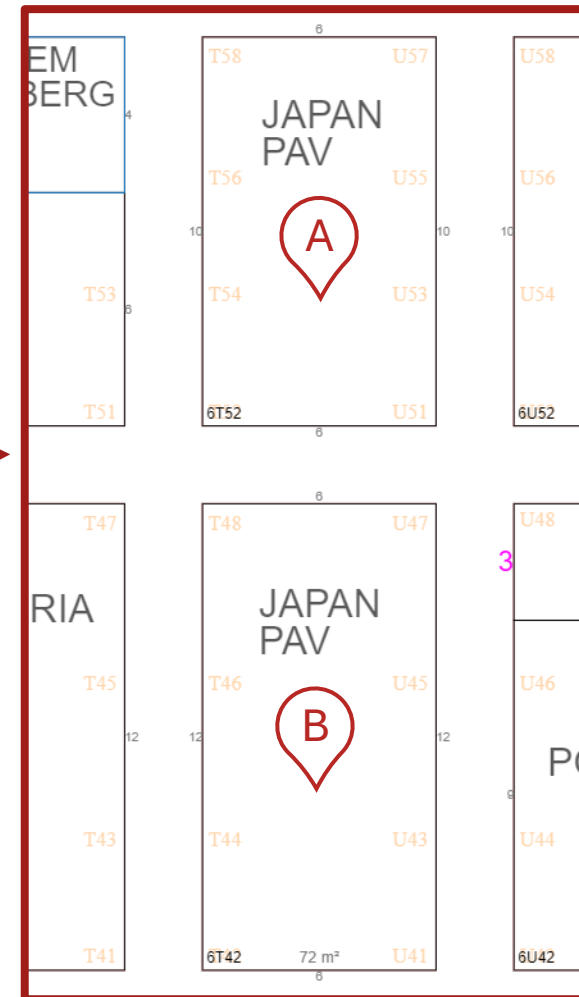 6
EM
BERG
T58
U57
U58
4
JAPAN
PAV
T56
U55
U56
10
A
10
10
T53
6
T54
U53
U54
T51
6T52
U51
6U52
6
6
T47
T48
U47
U48
3
RIA
JAPAN
PAV
T45
T46
U45
U46
B
12
12
12
T43
T44
U43
U44
T41
6T42
72 m²
U41
6U42
6